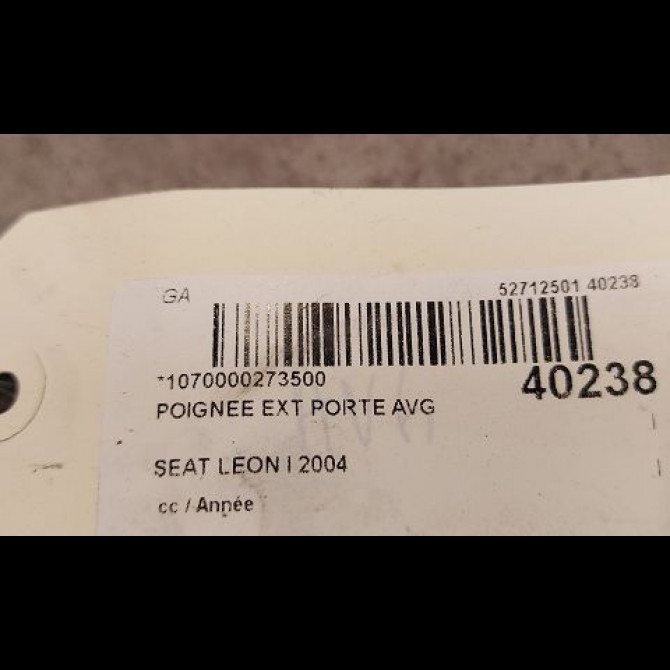 GA 52712501 40238
*1070000273500 40238
POIGNEE EXT PORTE AVG
SEAT LEON I 2004
cc / Année